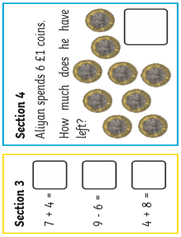 Section 3
7 + 4 =
9 - 6 =
4 + 8 =
Section 4
Aliyan spends 6 £1 coins.
How much does he have
left?